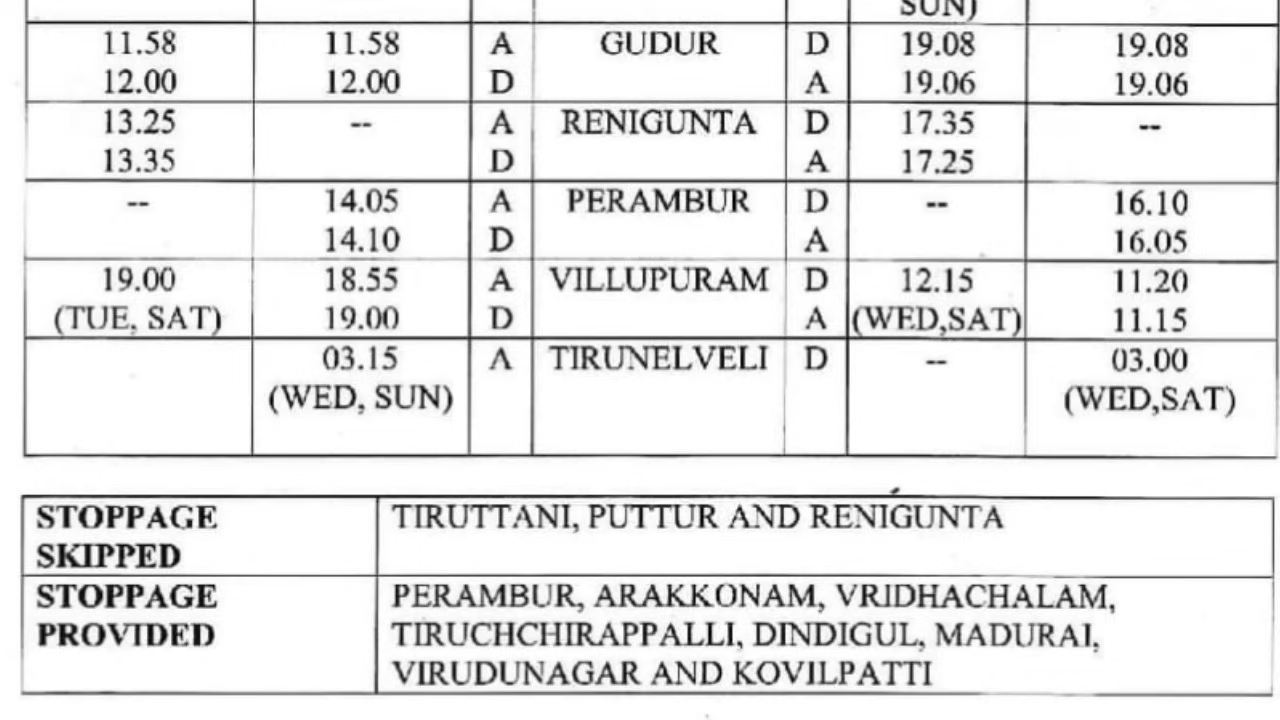 SUN)
11.58 11.58 A GUDUR D 19.08 19.08
12.00 12.00 D A 19.06 19.06
13.25 -- A RENIGUNTA D 17.35 --
13.35 D A 17.25
-- 14.05 A PERAMBUR D -- 16.10
14.10 D A 16.05
19.00 18.55 A VILLUPURAM D 12.15 11.20
(TUE, SAT) 19.00 D A (WED,SAT) 11.15
03.15 A TIRUNELVELI D -- 03.00
(WED, SUN) (WED,SAT)
STOPPAGE TIRUTTANI, PUTTUR AND RENIGUNTA
SKIPPED
STOPPAGE PERAMBUR, ARAKKONAM, VRIDHACHALAM,
PROVIDED TIRUCHCHIRAPPALLI, DINDIGUL, MADURAI,
VIRUDUNAGAR AND KOVILPATTI